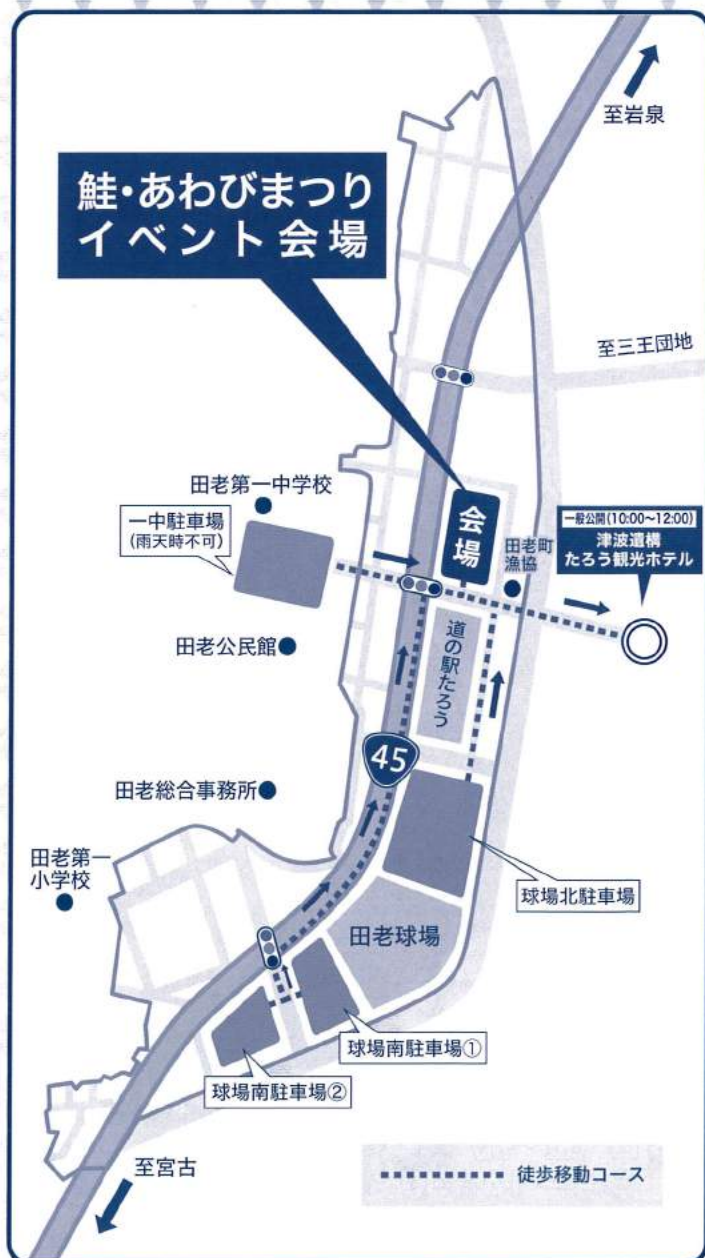 至岩泉
鮭・あわびまつり
イベント会場
至三王団地
田老第一中学校
一中駐車場
(雨天時不可)
会場
田老町
漁協
一般公開(10:00～12:00)
津波遺構
たろう観光ホテル
田老公民館
道の駅たろう
45
田老総合事務所
田老第一
小学校
球場北駐車場
田老球場
球場南駐車場①
球場南駐車場②
至宮古
徒歩移動コース